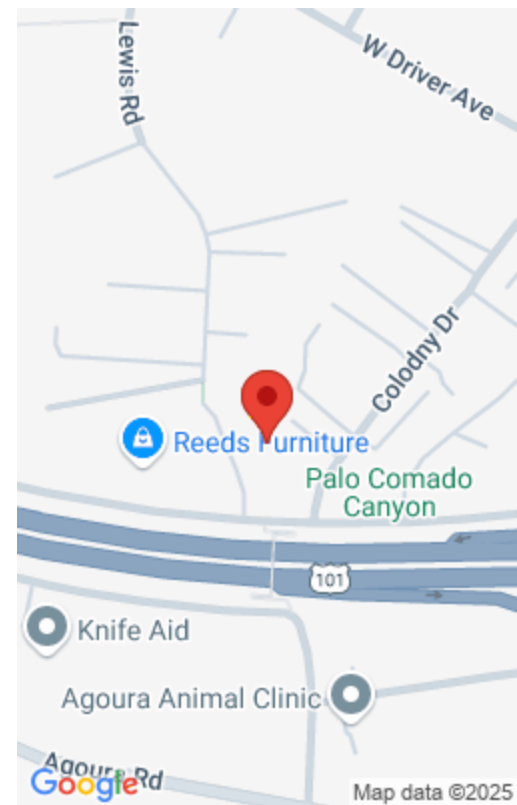 Lewis Rd
W Driver Ave
Colodny Dr
Reeds Furniture
Palo Comado
Canyon
101
Knife Aid
Agoura Animal Clinic
Agoura Rd
Google
Map data ©2025